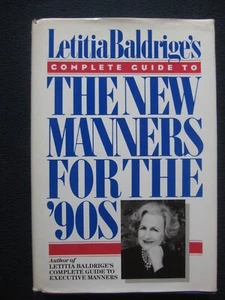 Letitia Baldrige's
COMPLETE GUIDE TO
THE NEW
MANNERS
FOR THE
'90S
Author of
LETITIA BALDRIGE'S
COMPLETE GUIDE TO
EXECUTIVE MANNERS